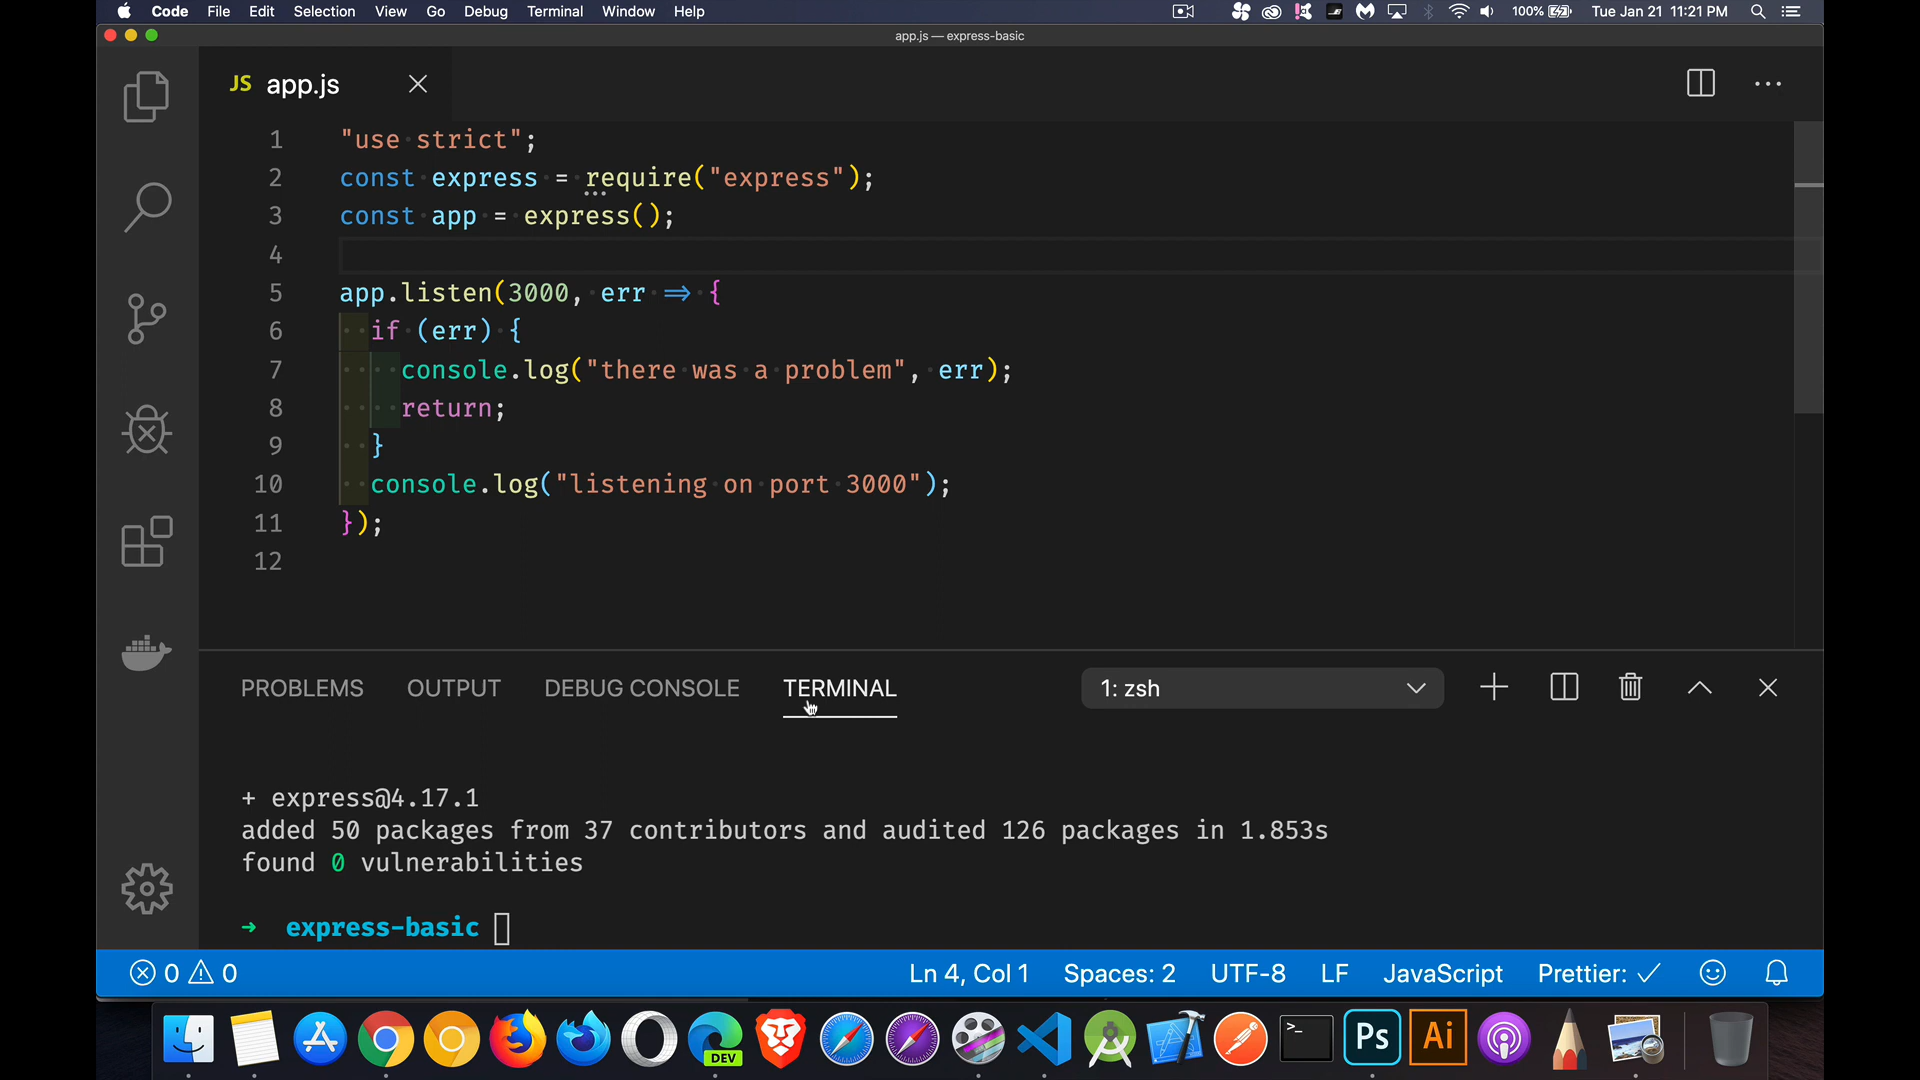 Code File Edit Selection View Go Debug Terminal Window Help 100% Tue Jan 21 11:21 PM
app.js — express-basic
JS app.js
1 "use strict";
2 const express = require("express");
3 const app = express();
4
5 app.listen(3000, err => {
6 if (err) {
7 console.log("there was a problem", err);
8 return;
9 }
10 console.log("listening on port 3000");
11 });
12
PROBLEMS OUTPUT DEBUG CONSOLE TERMINAL 1: zsh
+ express@4.17.1
added 50 packages from 37 contributors and audited 126 packages in 1.853s
found 0 vulnerabilities
→ express-basic
0 0 Ln 4, Col 1 Spaces: 2 UTF-8 LF JavaScript Prettier: ✓
DEV >_ Ps Ai